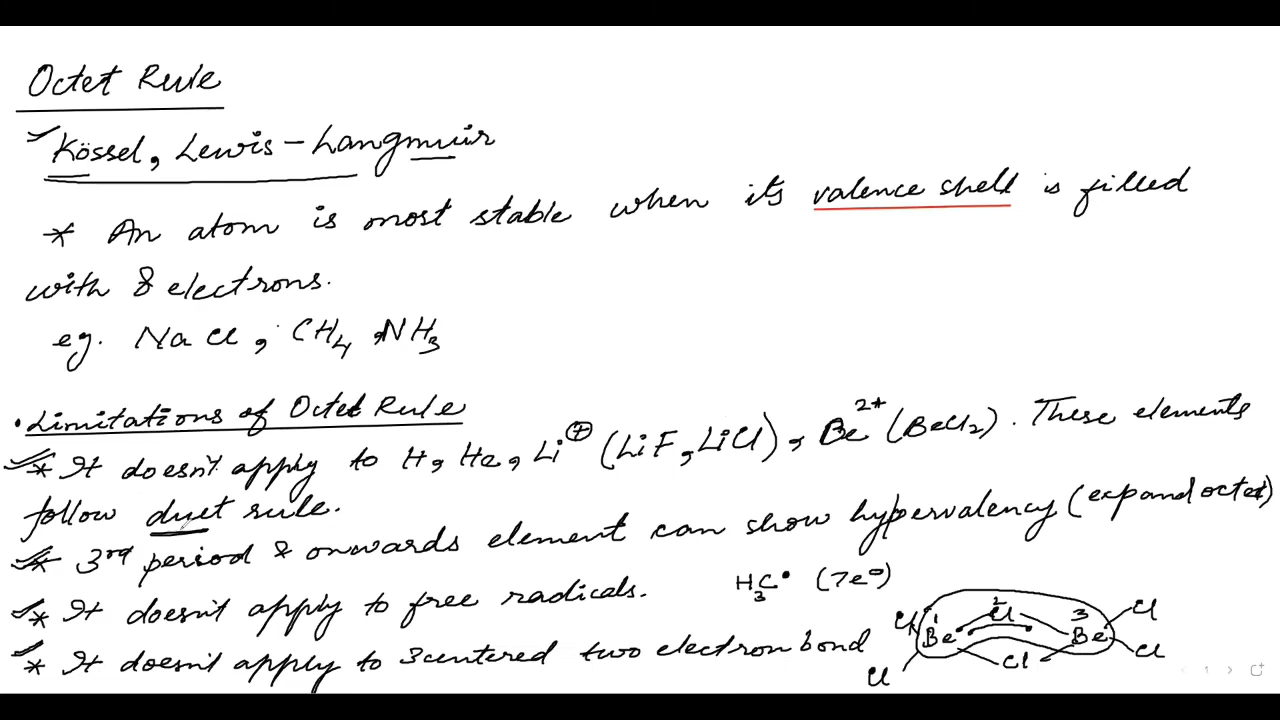 Octet Rule
Kössel, Lewis-Langmuir
* An atom is most stable when its valence shell is filled
with 8 electrons.
eg. NaCl, CH₄, NH₃
• Limitations of Octet Rule
* It doesn't apply to H, He, Li⊕ (LiF, LiCl), Be²⁺ (BeCl₂). These elements
follow duet rule.
* 3rd period & onwards element can show hypervalency (expand octet)
* It doesn't apply to free radicals. H₃C• (7e⊖)
* It doesn't apply to 3 centered two electron bond
Cl 1 2 Cl 3 Cl
Be Be
Cl Cl Cl
1